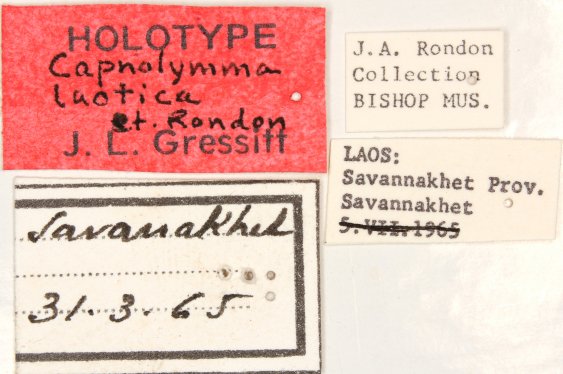 HOLOTYPE
Capnolymma
laotica
et. Rondon
J. L. Gressitt
J.A. Rondon
Collection
BISHOP MUS.
LAOS:
Savannakhet Prov.
Savannakhet
5.VII.1965
Savanakhet
31.3.65